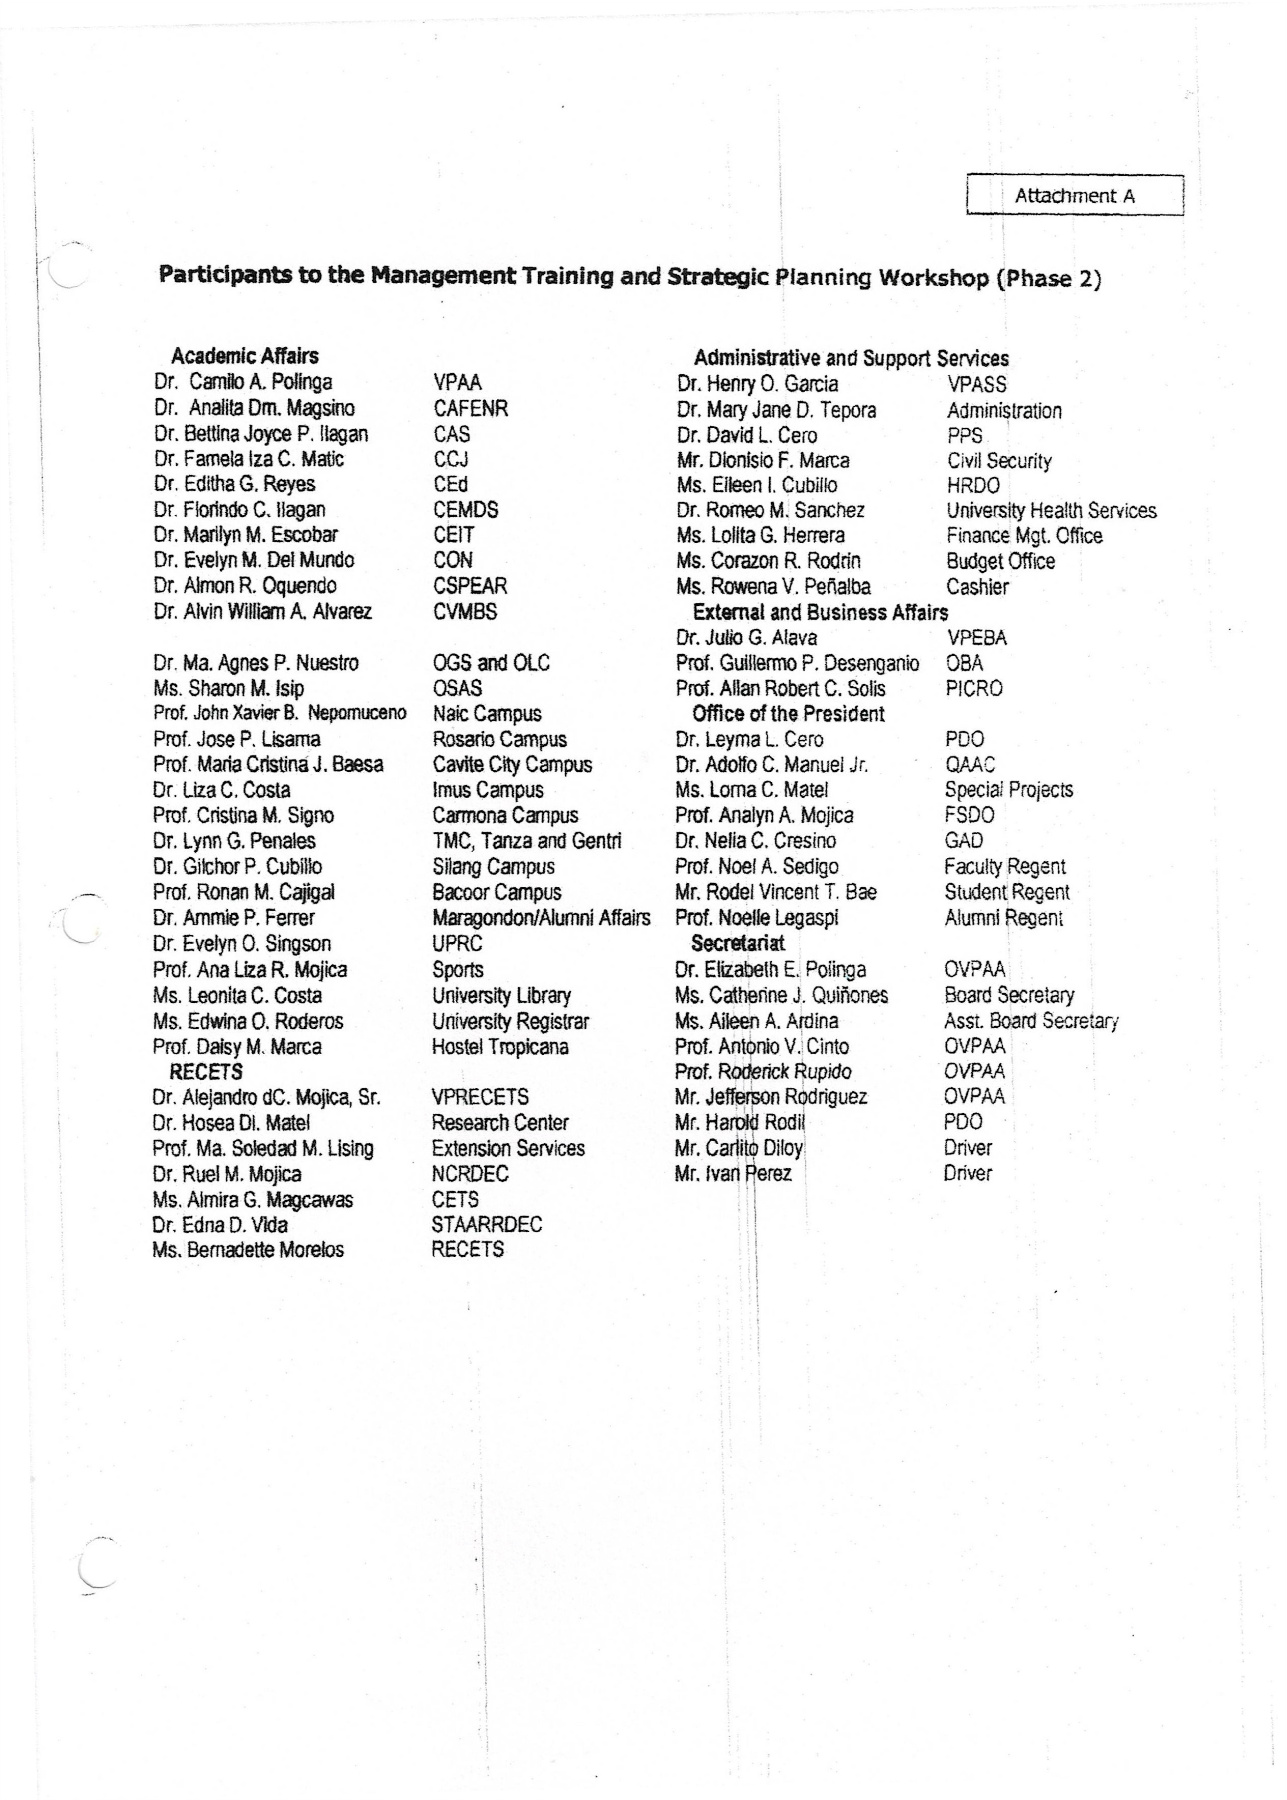 Attachment A
Participants to the Management Training and Strategic Planning Workshop (Phase 2)
Academic Affairs
Dr. Camilo A. Polinga VPAA
Dr. Analita Dm. Magsino CAFENR
Dr. Bettina Joyce P. Ilagan CAS
Dr. Famela Iza C. Matic CCJ
Dr. Editha G. Reyes CEd
Dr. Florindo C. Ilagan CEMDS
Dr. Marilyn M. Escobar CEIT
Dr. Evelyn M. Del Mundo CON
Dr. Almon R. Oquendo CSPEAR
Dr. Alvin William A. Alvarez CVMBS
Dr. Ma. Agnes P. Nuestro OGS and OLC
Ms. Sharon M. Isip OSAS
Prof. John Xavier B. Nepomuceno Naic Campus
Prof. Jose P. Lisama Rosario Campus
Prof. Maria Cristina J. Baesa Cavite City Campus
Dr. Liza C. Costa Imus Campus
Prof. Cristina M. Signo Carmona Campus
Dr. Lynn G. Penales TMC, Tanza and Gentri
Dr. Gilchor P. Cubillo Silang Campus
Prof. Ronan M. Cajigal Bacoor Campus
Dr. Ammie P. Ferrer Maragondon/Alumni Affairs
Dr. Evelyn O. Singson UPRC
Prof. Ana Liza R. Mojica Sports
Ms. Leonita C. Costa University Library
Ms. Edwina O. Roderos University Registrar
Prof. Daisy M. Marca Hostel Tropicana
RECETS
Dr. Alejandro dC. Mojica, Sr. VPRECETS
Dr. Hosea Dl. Matel Research Center
Prof. Ma. Soledad M. Lising Extension Services
Dr. Ruel M. Mojica NCRDEC
Ms. Almira G. Magcawas CETS
Dr. Edna D. Vida STAARRDEC
Ms. Bernadette Morelos RECETS
Administrative and Support Services
Dr. Henry O. Garcia VPASS
Dr. Mary Jane D. Tepora Administration
Dr. David L. Cero PPS
Mr. Dionisio F. Marca Civil Security
Ms. Eileen I. Cubillo HRDO
Dr. Romeo M. Sanchez University Health Services
Ms. Lolita G. Herrera Finance Mgt. Office
Ms. Corazon R. Rodrin Budget Office
Ms. Rowena V. Peñalba Cashier
External and Business Affairs
Dr. Julio G. Alava VPEBA
Prof. Guillermo P. Desenganio OBA
Prof. Allan Robert C. Solis PICRO
Office of the President
Dr. Leyma L. Cero PDO
Dr. Adolfo C. Manuel Jr. QAAC
Ms. Lorna C. Matel Special Projects
Prof. Analyn A. Mojica FSDO
Dr. Nelia C. Cresino GAD
Prof. Noel A. Sedigo Faculty Regent
Mr. Rodel Vincent T. Bae Student Regent
Prof. Noelle Legaspi Alumni Regent
Secretariat
Dr. Elizabeth E. Polinga OVPAA
Ms. Catherine J. Quiñones Board Secretary
Ms. Aileen A. Ardina Asst. Board Secretary
Prof. Antonio V. Cinto OVPAA
Prof. Roderick Rupido OVPAA
Mr. Jefferson Rodriguez OVPAA
Mr. Harold Rodil PDO
Mr. Carlito Diloy Driver
Mr. Ivan Perez Driver